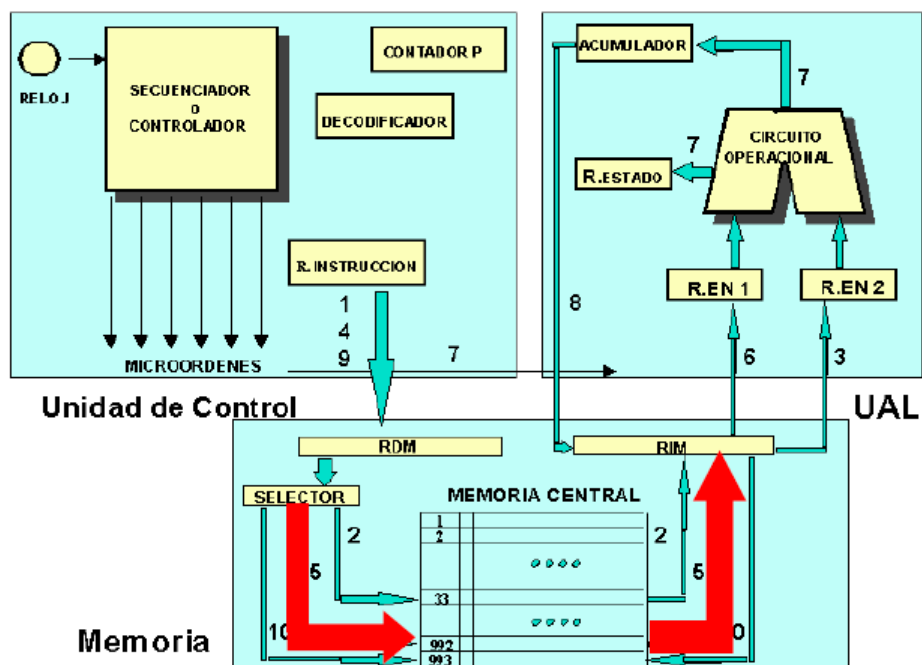 RELOJ
SECUENCIADOR
O
CONTROLADOR
CONTADOR P
DECODIFICADOR
R.INSTRUCCION
1
4
9
7
MICROORDENES
Unidad de Control
ACUMULADOR
7
CIRCUITO
OPERACIONAL
7
R.ESTADO
R.EN 1
R.EN 2
8
6
3
UAL
RDM
RIM
SELECTOR
MEMORIA CENTRAL
1
2
2
2
5
5
33
10
0
992
993
Memoria